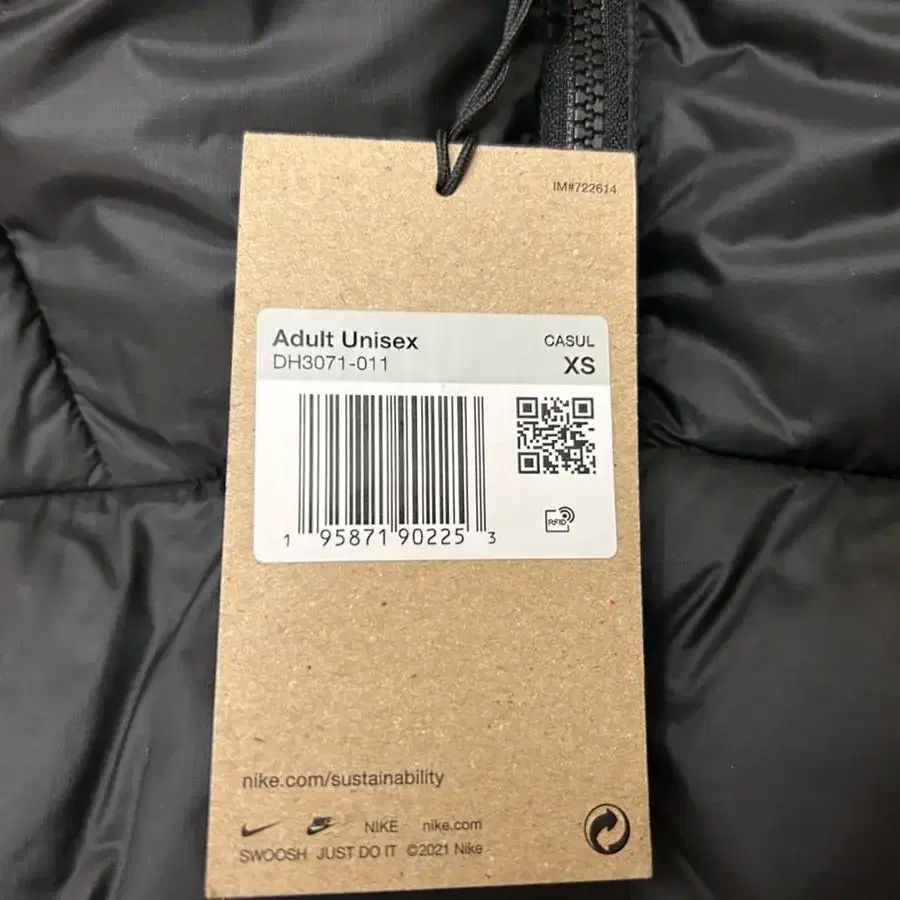 IM#722614
Adult Unisex
CASUL
DH3071-011
XS
1 95871 90225 3
RFID
nike.com/sustainability
NIKE nike.com
SWOOSH JUST DO IT ©2021 Nike